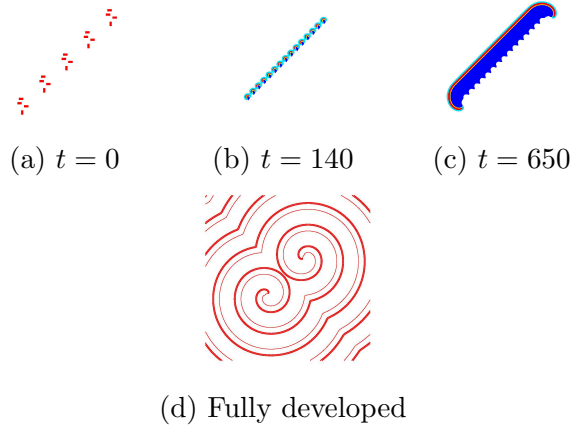 (a) t = 0 (b) t = 140 (c) t = 650
(d) Fully developed